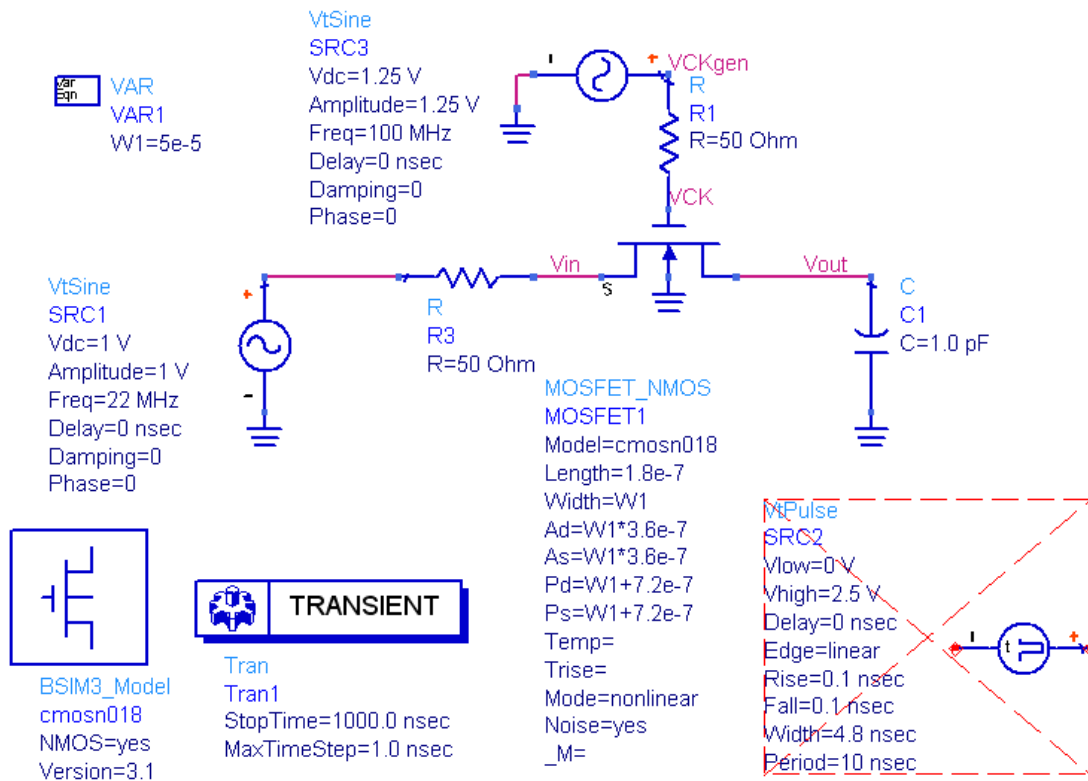 Var
Eqn
VAR
VAR1
W1=5e-5
VtSine
SRC3
Vdc=1.25 V
Amplitude=1.25 V
Freq=100 MHz
Delay=0 nsec
Damping=0
Phase=0
VCKgen
R
R1
R=50 Ohm
VCK
Vin
S
Vout
VtSine
SRC1
Vdc=1 V
Amplitude=1 V
Freq=22 MHz
Delay=0 nsec
Damping=0
Phase=0
R
R3
R=50 Ohm
C
C1
C=1.0 pF
MOSFET_NMOS
MOSFET1
Model=cmosn018
Length=1.8e-7
Width=W1
Ad=W1*3.6e-7
As=W1*3.6e-7
Pd=W1+7.2e-7
Ps=W1+7.2e-7
Temp=
Trise=
Mode=nonlinear
Noise=yes
_M=
BSIM3_Model
cmosn018
NMOS=yes
Version=3.1
TRANSIENT
Tran
Tran1
StopTime=1000.0 nsec
MaxTimeStep=1.0 nsec
VtPulse
SRC2
Vlow=0 V
Vhigh=2.5 V
Delay=0 nsec
Edge=linear
Rise=0.1 nsec
Fall=0.1 nsec
Width=4.8 nsec
Period=10 nsec
t